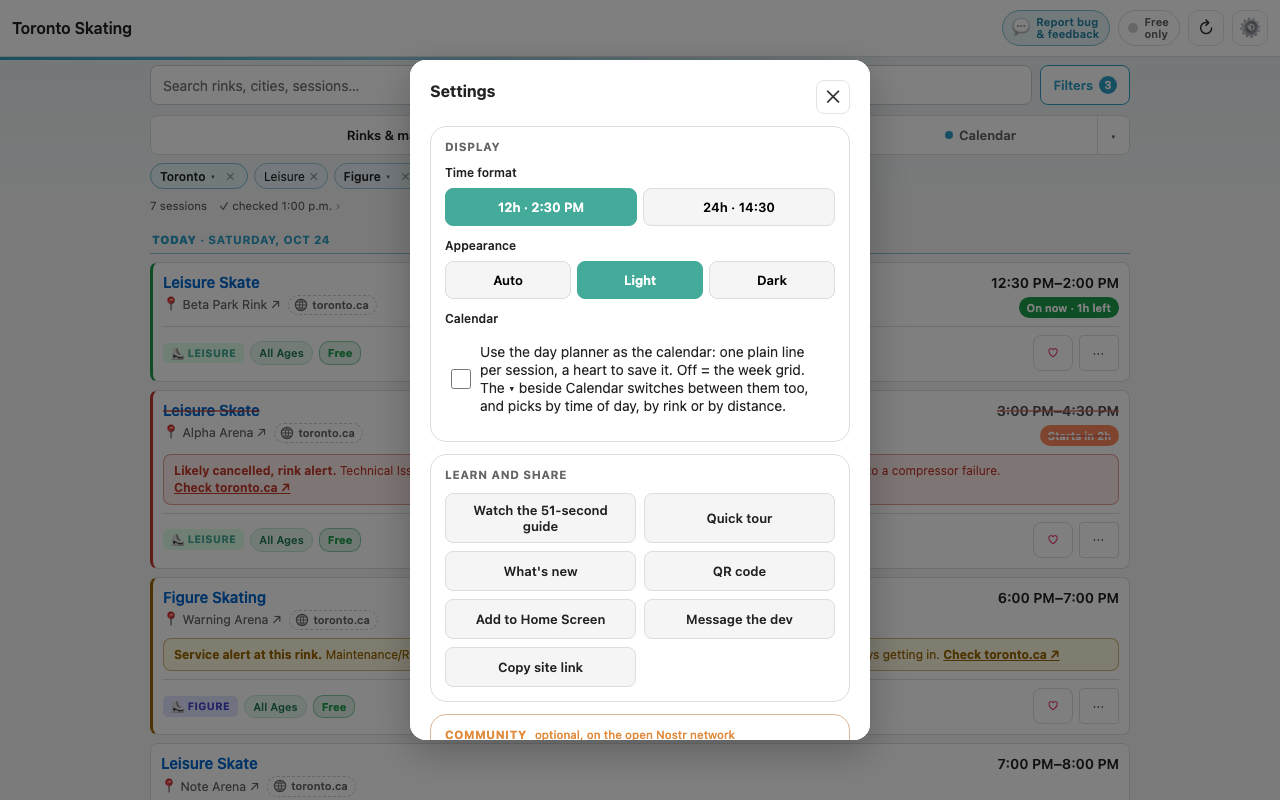 Toronto Skating
Report bug
& feedback
Free
only
Search rinks, cities, sessions...
Filters 3
Rinks & m
Calendar
Toronto
Leisure ×
Figure
7 sessions ✓ checked 1:00 p.m. ›
TODAY · SATURDAY, OCT 24
Leisure Skate
12:30 PM–2:00 PM
Beta Park Rink ↗ toronto.ca
On now · 1h left
LEISURE All Ages Free
Leisure Skate
3:00 PM–4:30 PM
Alpha Arena ↗ toronto.ca
Starts in 2h
Likely cancelled, rink alert. Technical Iss
o a compressor failure.
Check toronto.ca ↗
LEISURE All Ages Free
Figure Skating
6:00 PM–7:00 PM
Warning Arena ↗ toronto.ca
Service alert at this rink. Maintenance/R
ys getting in. Check toronto.ca ↗
FIGURE All Ages Free
Leisure Skate
7:00 PM–8:00 PM
Note Arena ↗ toronto.ca
Settings
DISPLAY
Time format
12h · 2:30 PM
24h · 14:30
Appearance
Auto
Light
Dark
Calendar
Use the day planner as the calendar: one plain line
per session, a heart to save it. Off = the week grid.
The ▾ beside Calendar switches between them too,
and picks by time of day, by rink or by distance.
LEARN AND SHARE
Watch the 51-second
guide
Quick tour
What's new
QR code
Add to Home Screen
Message the dev
Copy site link
COMMUNITY optional, on the open Nostr network